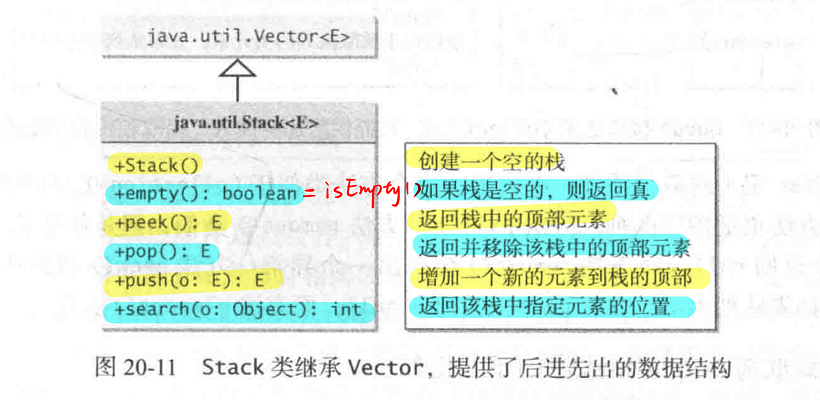 java.util.Vector<E>
java.util.Stack<E>
+Stack() 创建一个空的栈
+empty(): boolean = isEmpty() 如果栈是空的，则返回真
+peek(): E 返回栈中的顶部元素
+pop(): E 返回并移除该栈中的顶部元素
+push(o: E): E 增加一个新的元素到栈的顶部
+search(o: Object): int 返回该栈中指定元素的位置
图 20-11 Stack 类继承 Vector，提供了后进先出的数据结构